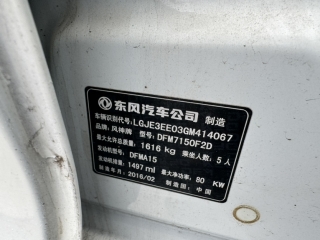 东风汽车公司 制造
车辆识别代号: LGJE3EE03GM414067
品牌: 风神牌 型号: DFM7150F2D
最大允许总质量: 1616 kg 乘坐人数: 5 人
发动机型号: DFMA15
发动机排量: 1497 ml 最大净功率: 80 KW
制造年月: 2016/02 制造国: 中国